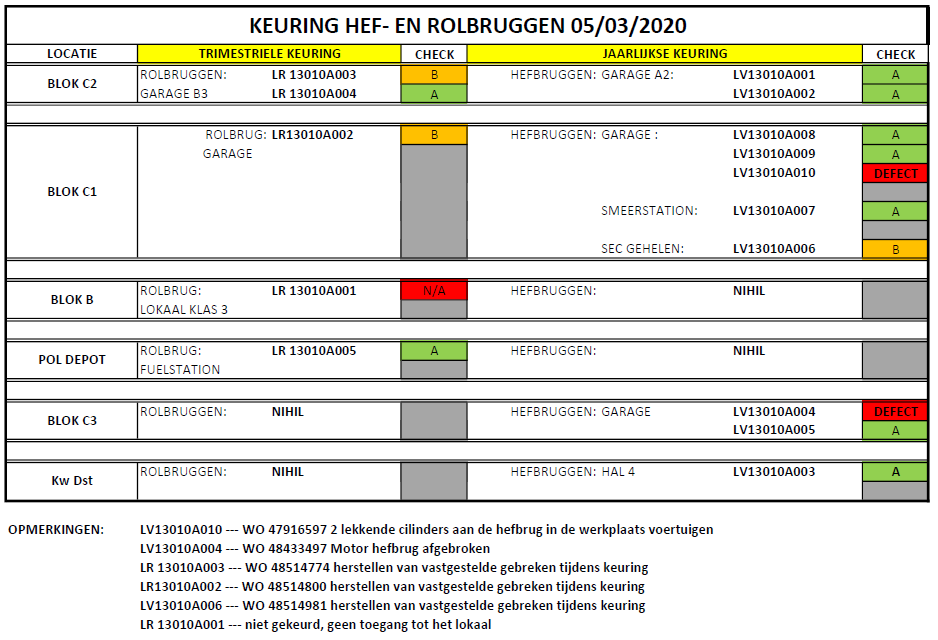 KEURING HEF- EN ROLBRUGGEN 05/03/2020
LOCATIE TRIMESTRIELE KEURING CHECK JAARLIJKSE KEURING CHECK
BLOK C2 ROLBRUGGEN: LR 13010A003 B HEFBRUGGEN: GARAGE A2: LV13010A001 A
GARAGE B3 LR 13010A004 A LV13010A002 A
ROLBRUG: LR13010A002 B HEFBRUGGEN: GARAGE : LV13010A008 A
GARAGE LV13010A009 A
LV13010A010 DEFECT
BLOK C1
SMEERSTATION: LV13010A007 A
SEC GEHELEN: LV13010A006 B
BLOK B ROLBRUG: LR 13010A001 N/A HEFBRUGGEN: NIHIL
LOKAAL KLAS 3
POL DEPOT ROLBRUG: LR 13010A005 A HEFBRUGGEN: NIHIL
FUELSTATION
BLOK C3 ROLBRUGGEN: NIHIL HEFBRUGGEN: GARAGE LV13010A004 DEFECT
LV13010A005 A
Kw Dst ROLBRUGGEN: NIHIL HEFBRUGGEN: HAL 4 LV13010A003 A
OPMERKINGEN: LV13010A010 --- WO 47916597 2 lekkende cilinders aan de hefbrug in de werkplaats voertuigen
LV13010A004 --- WO 48433497 Motor hefbrug afgebroken
LR 13010A003 --- WO 48514774 herstellen van vastgestelde gebreken tijdens keuring
LR13010A002 --- WO 48514800 herstellen van vastgestelde gebreken tijdens keuring
LV13010A006 --- WO 48514981 herstellen van vastgestelde gebreken tijdens keuring
LR 13010A001 --- niet gekeurd, geen toegang tot het lokaal